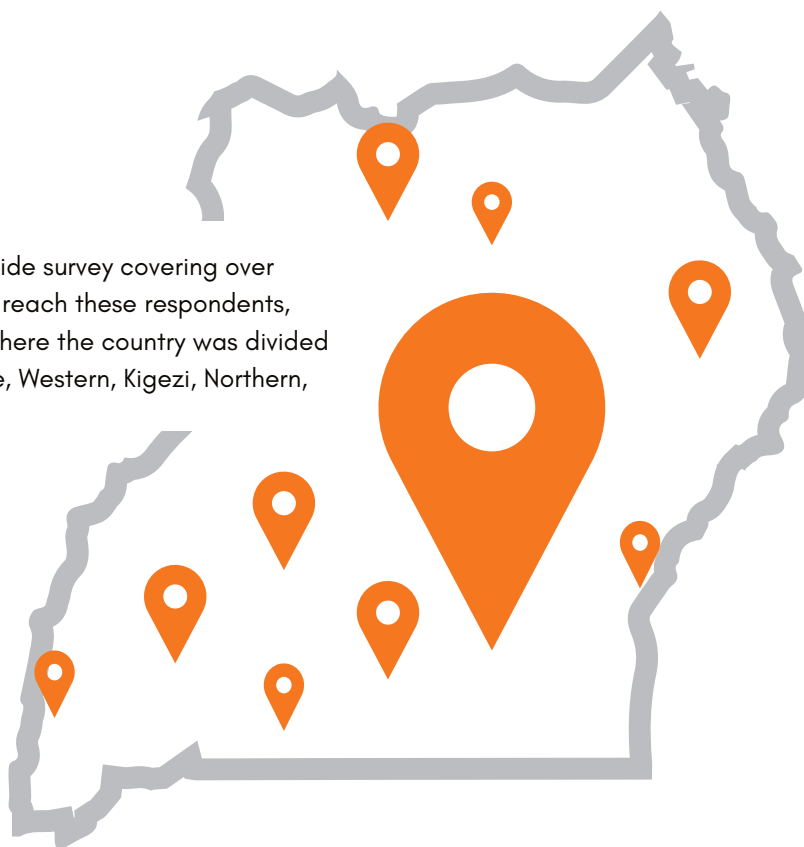 ide survey covering over
reach these respondents,
here the country was divided
, Western, Kigezi, Northern,